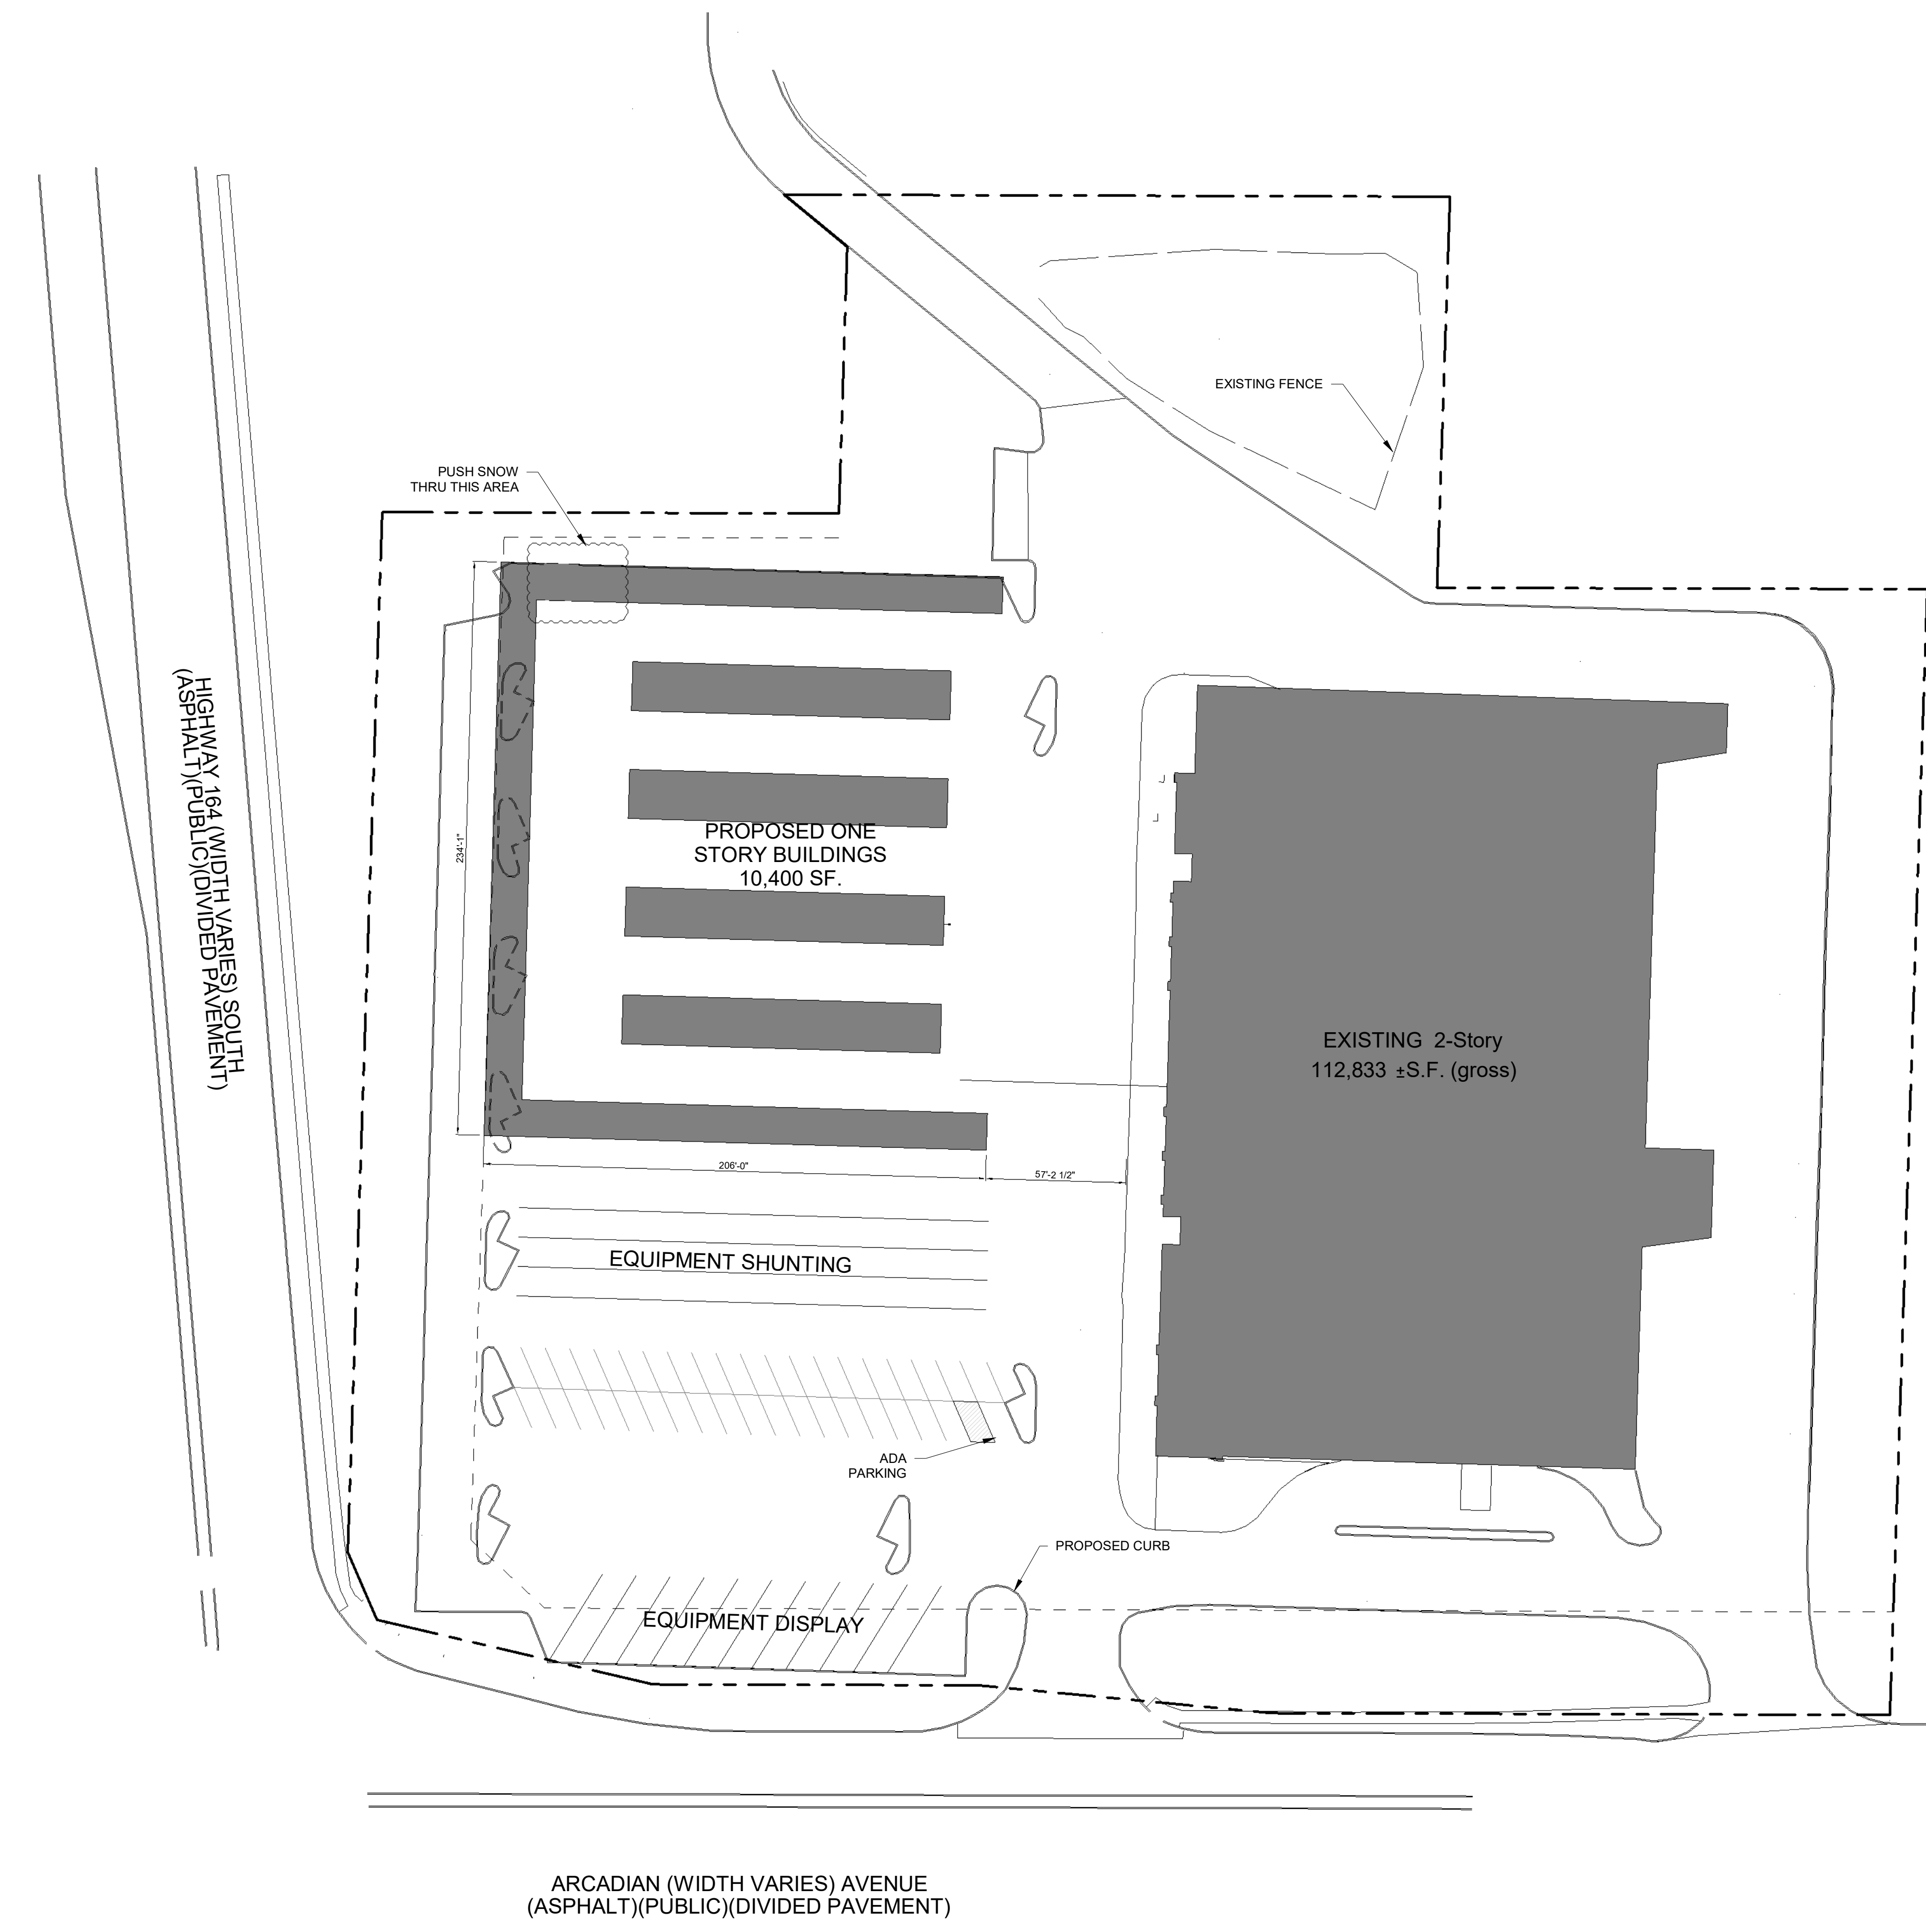 EXISTING FENCE
PUSH SNOW
THRU THIS AREA
HIGHWAY 164 (WIDTH VARIES) SOUTH
(ASPHALT)(PUBLIC)(DIVIDED PAVEMENT)
234'-1"
PROPOSED ONE
STORY BUILDINGS
10,400 SF.
EXISTING 2-Story
112,833 ±S.F. (gross)
206'-0"
57'-2 1/2"
EQUIPMENT SHUNTING
ADA
PARKING
PROPOSED CURB
EQUIPMENT DISPLAY
ARCADIAN (WIDTH VARIES) AVENUE
(ASPHALT)(PUBLIC)(DIVIDED PAVEMENT)